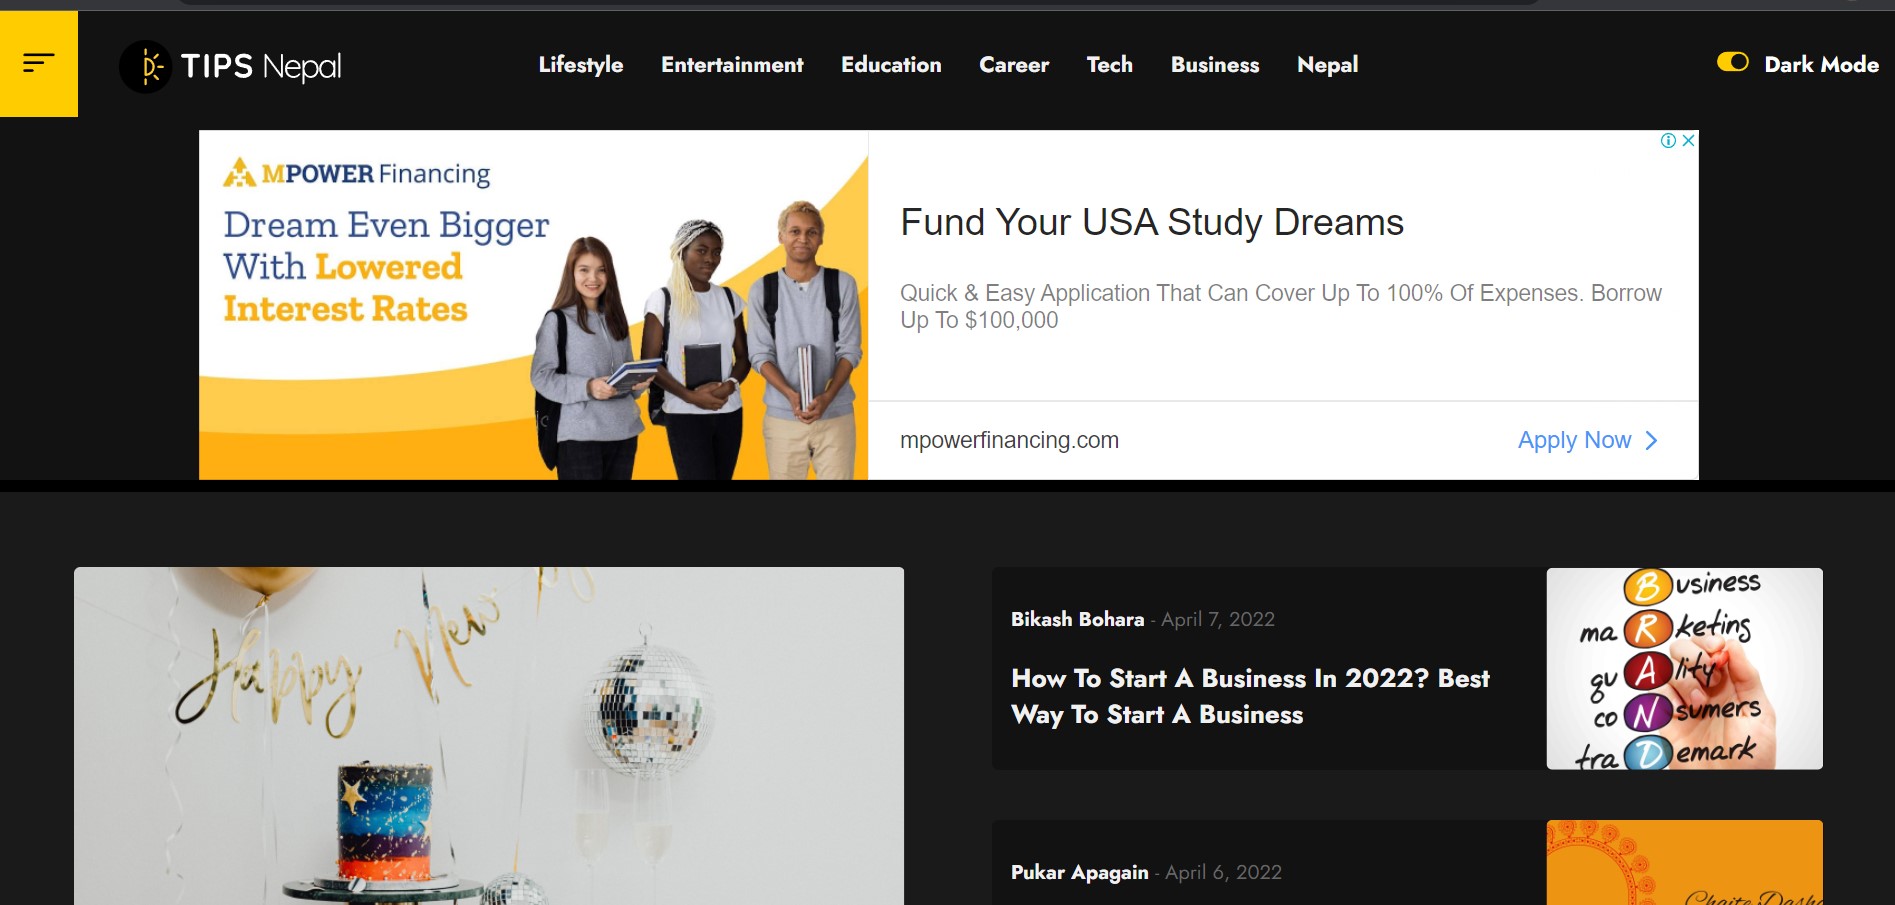 TIPS Nepal
Lifestyle Entertainment Education Career Tech Business Nepal
Dark Mode
MPOWER Financing
Dream Even Bigger
With Lowered
Interest Rates
Fund Your USA Study Dreams
Quick & Easy Application That Can Cover Up To 100% Of Expenses. Borrow
Up To $100,000
mpowerfinancing.com
Apply Now
Happy New
Bikash Bohara - April 7, 2022
How To Start A Business In 2022? Best
Way To Start A Business
Business
maRketing
quAlity
coNsumers
traDemark
Pukar Apagain - April 6, 2022